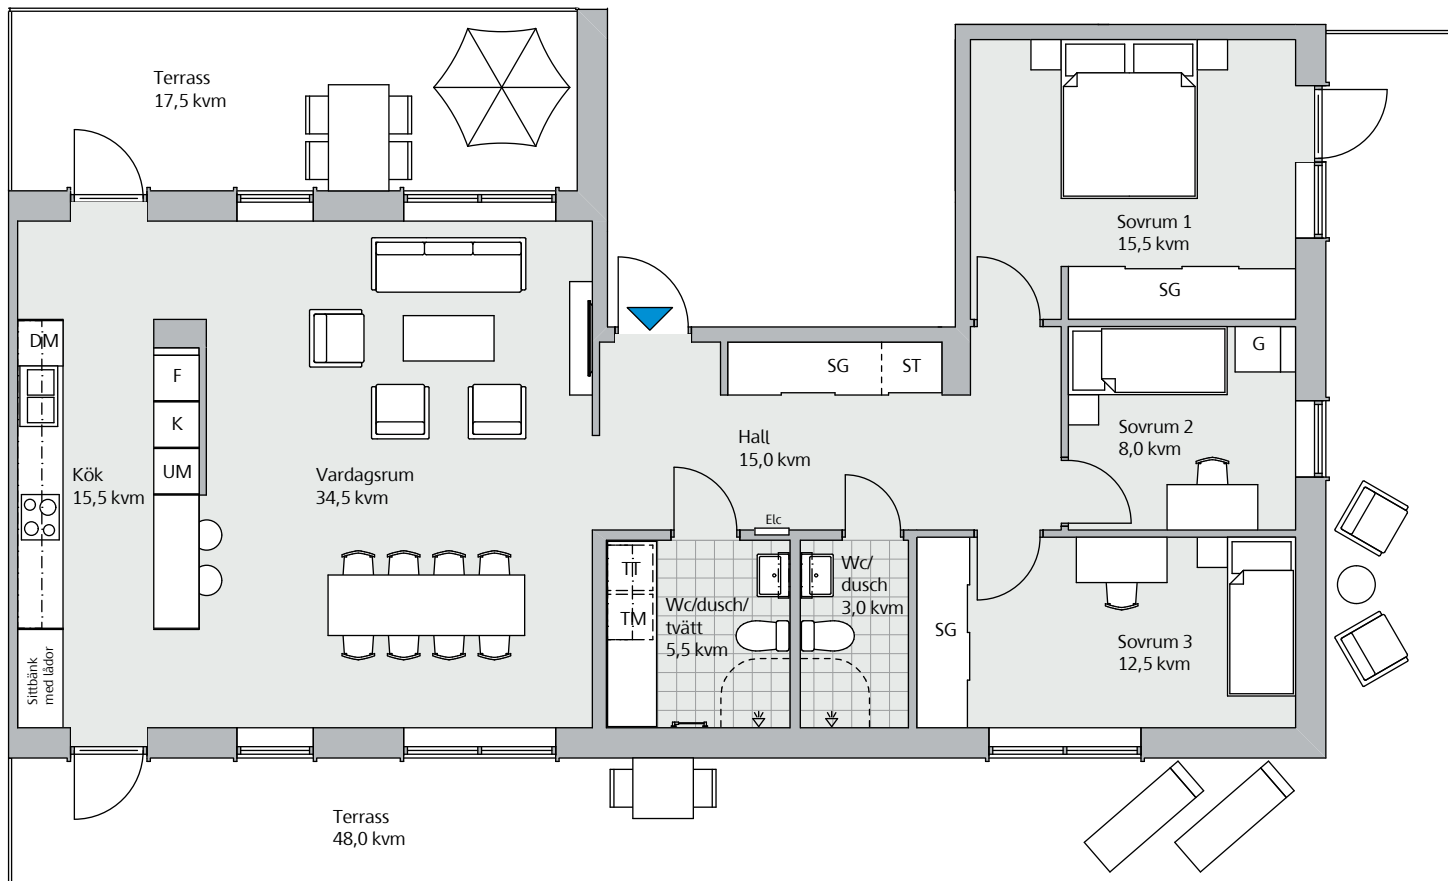 Terrass
17,5 kvm
Sovrum 1
15,5 kvm
SG
DM
F
K
UM
Kök
15,5 kvm
Vardagsrum
34,5 kvm
SG
ST
G
Hall
15,0 kvm
Sovrum 2
8,0 kvm
Elc
TT
TM
Wc/dusch/
tvätt
5,5 kvm
Wc/
dusch
3,0 kvm
SG
Sovrum 3
12,5 kvm
Sittbänk
med lådor
Terrass
48,0 kvm